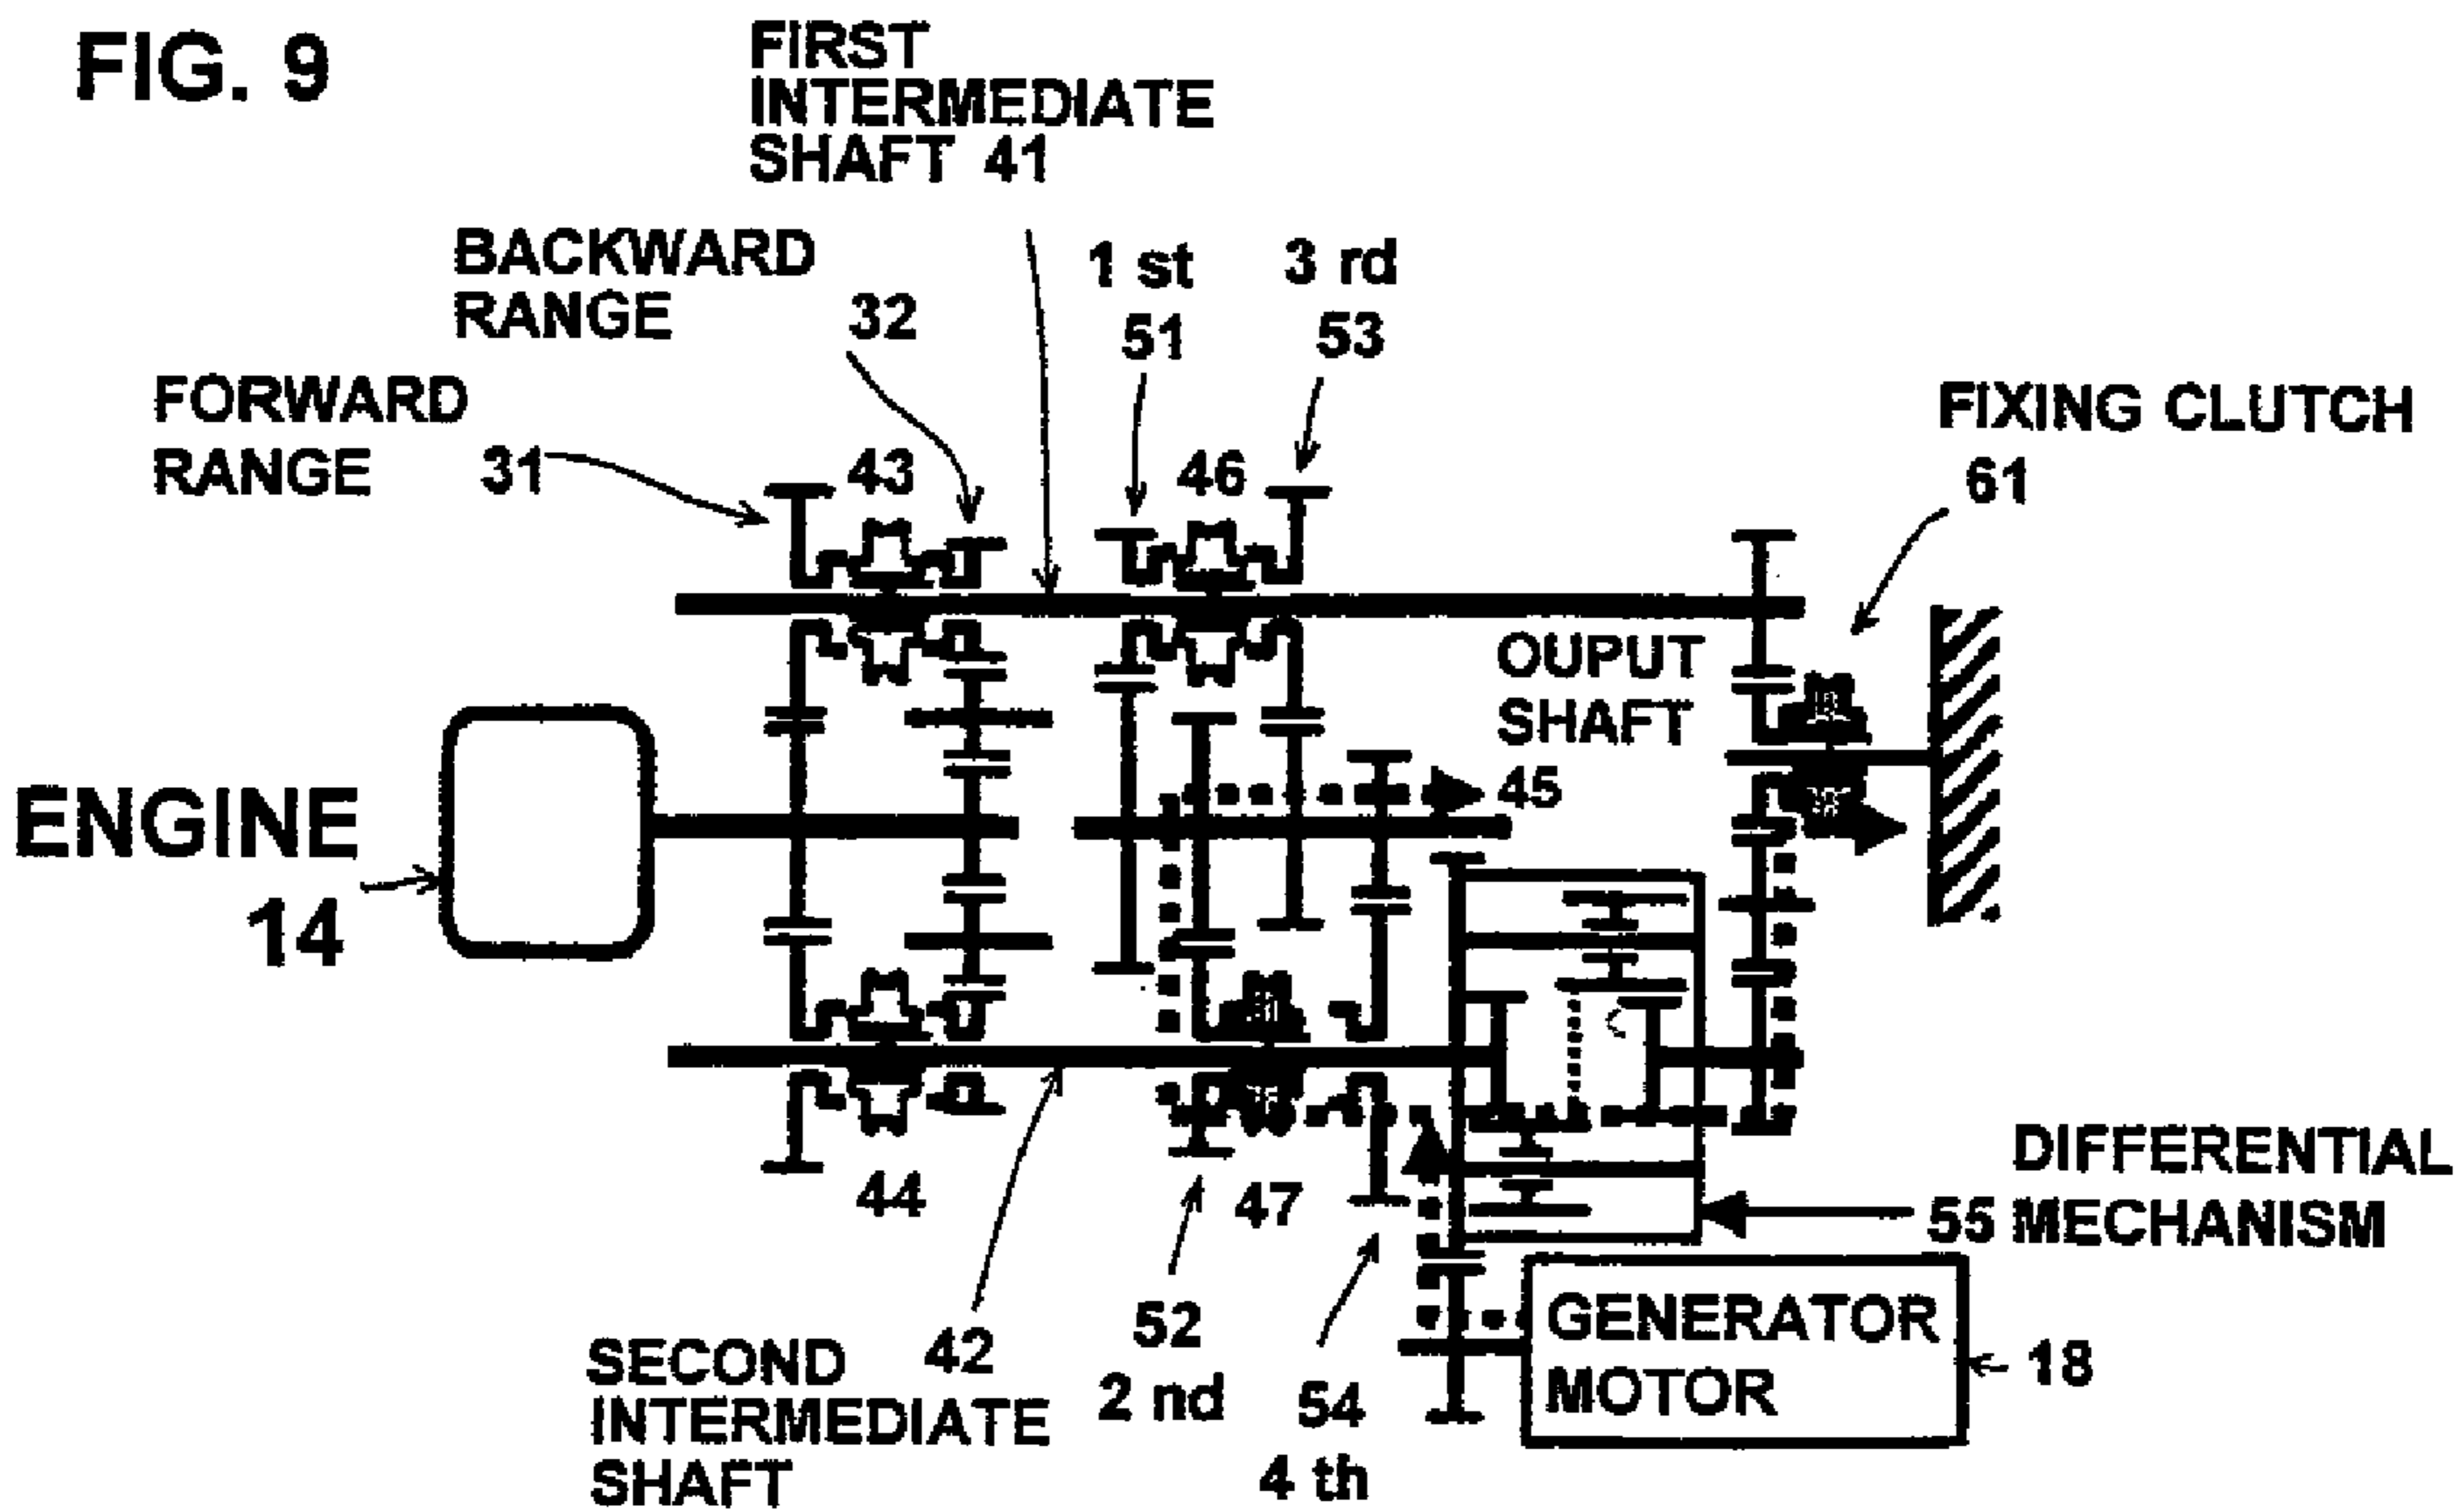 FIG. 9
FIRST
INTERMEDIATE
SHAFT 41
BACKWARD
RANGE 32
1 st
51
3 rd
53
FORWARD
RANGE 31
43
46
FIXING CLUTCH
61
OUPUT
SHAFT
45
ENGINE
14
44
47
DIFFERENTIAL
55 MECHANISM
52
2 nd
54
4 th
SECOND 42
INTERMEDIATE
SHAFT
GENERATOR
MOTOR
18